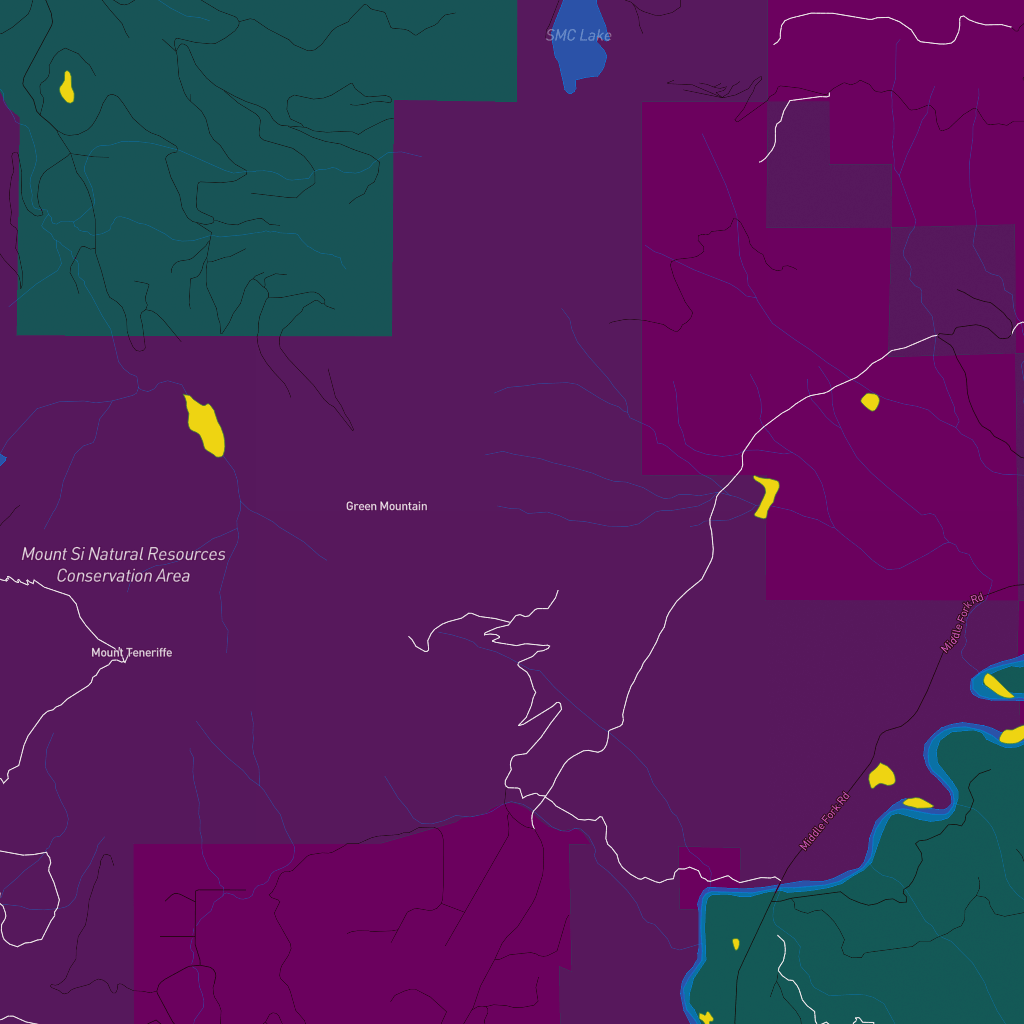 SMC Lake
Green Mountain
Mount Si Natural Resources
Conservation Area
Middle Fork Rd
Mount Teneriffe
Middle Fork Rd